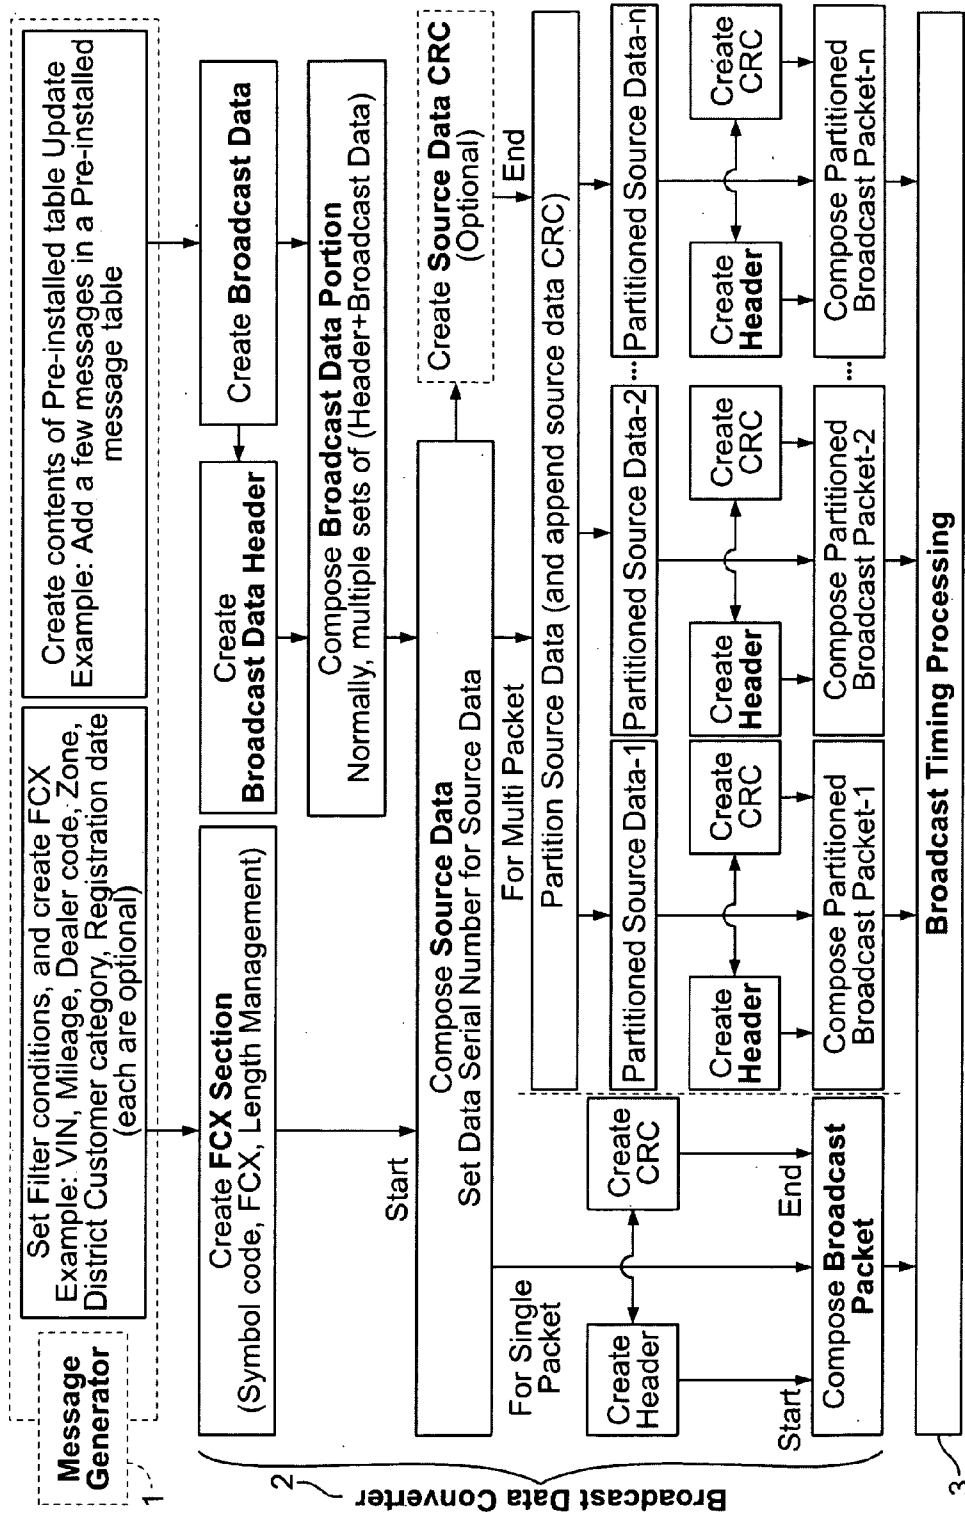 Message
Generator
1
Set Filter conditions, and create FCX
Example: VIN, Mileage, Dealer code, Zone,
District Customer category, Registration date
(each are optional)
Create contents of Pre-installed table Update
Example: Add a few messages in a Pre-installed
message table
Broadcast Data Converter
2
Create FCX Section
(Symbol code, FCX, Length Management)
Create
Broadcast Data Header
Create Broadcast Data
Compose Broadcast Data Portion
Normally, multiple sets of (Header+Broadcast Data)
Start
Compose Source Data
Set Data Serial Number for Source Data
Create Source Data CRC
(Optional)
End
For Single
Packet
For Multi Packet
Partition Source Data (and append source data CRC)
Partitioned Source Data-1
Partitioned Source Data-2
...
Partitioned Source Data-n
Create
Header
Create
CRC
Create
Header
Create
CRC
Create
Header
Create
CRC
Create
Header
Create
CRC
Start
End
Compose Broadcast
Packet
Compose Partitioned
Broadcast Packet-1
Compose Partitioned
Broadcast Packet-2
...
Compose Partitioned
Broadcast Packet-n
3
Broadcast Timing Processing